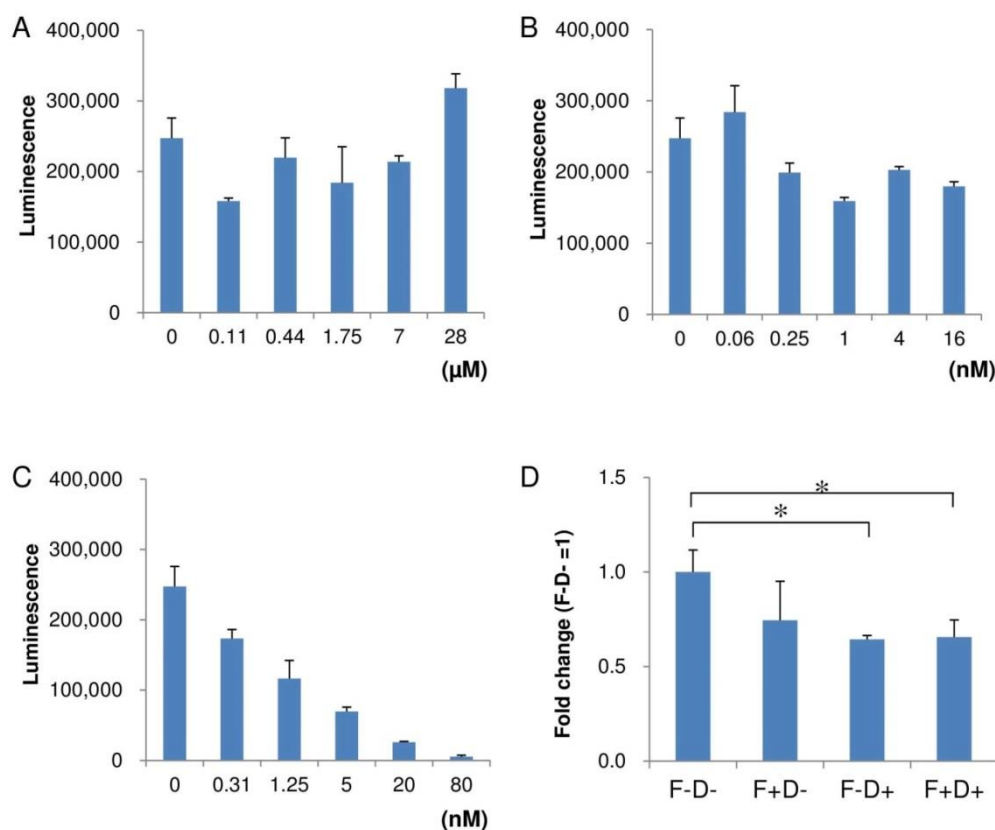 A
Luminescence
400,000
300,000
200,000
100,000
0
0 0.11 0.44 1.75 7 28
(µM)
B
Luminescence
400,000
300,000
200,000
100,000
0
0 0.06 0.25 1 4 16
(nM)
C
Luminescence
400,000
300,000
200,000
100,000
0
0 0.31 1.25 5 20 80
(nM)
D
Fold change (F-D- =1)
1.5
1.0
0.5
0.0
*
*
F-D- F+D- F-D+ F+D+